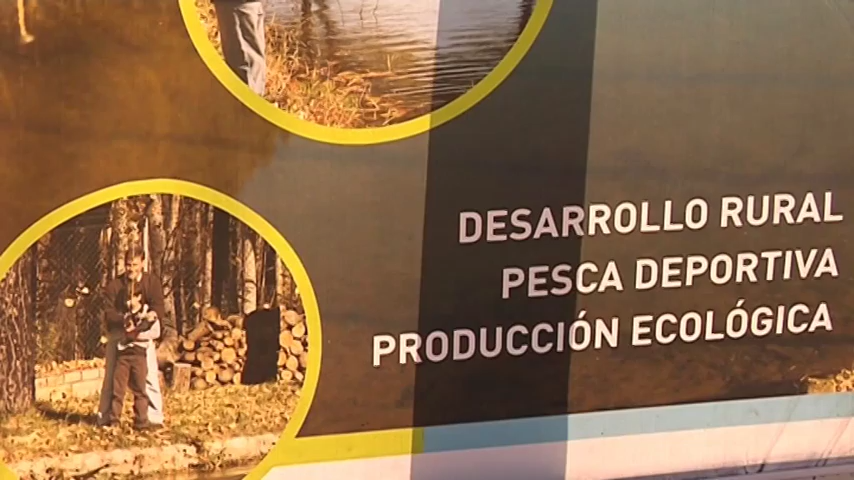 DESARROLLO RURAL
PESCA DEPORTIVA
PRODUCCIÓN ECOLÓGICA